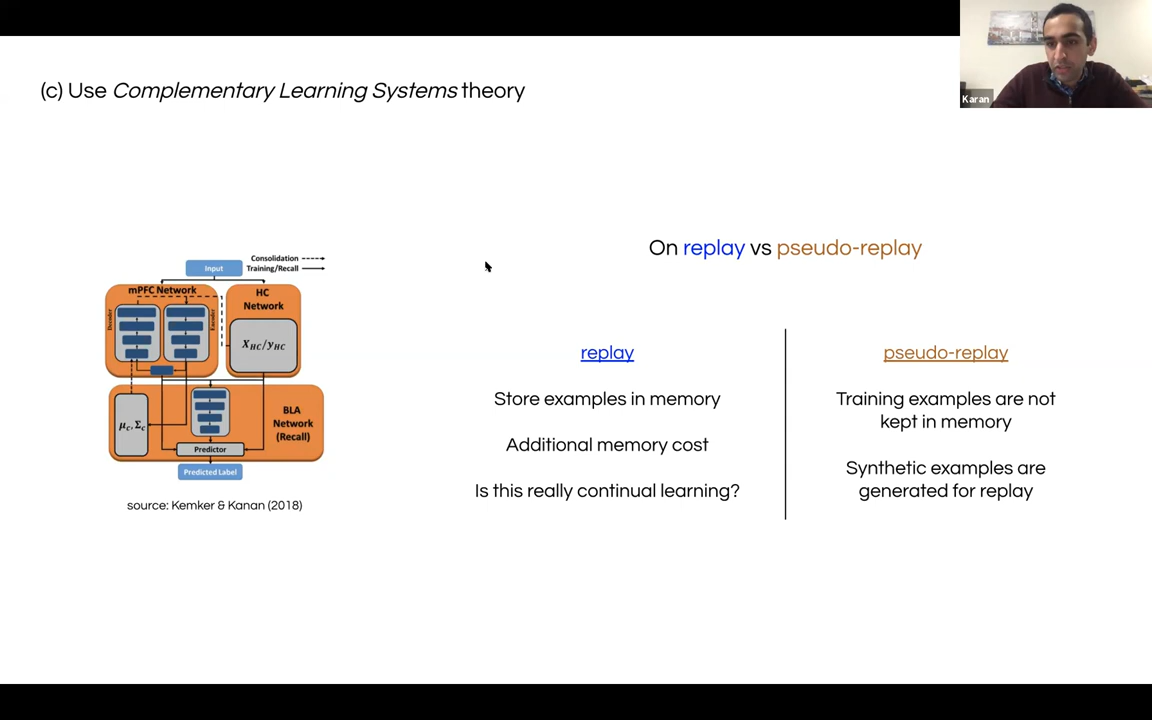 Karan
(c) Use Complementary Learning Systems theory
On replay vs pseudo-replay
Consolidation
Training/Recall
Input
mPFC Network
HC
Network
Decoder
Encoder
X_HC/y_HC
BLA
Network
(Recall)
μ_c, Σ_c
Predictor
Predicted Label
source: Kemker & Kanan (2018)
replay
Store examples in memory
Additional memory cost
Is this really continual learning?
pseudo-replay
Training examples are not
kept in memory
Synthetic examples are
generated for replay